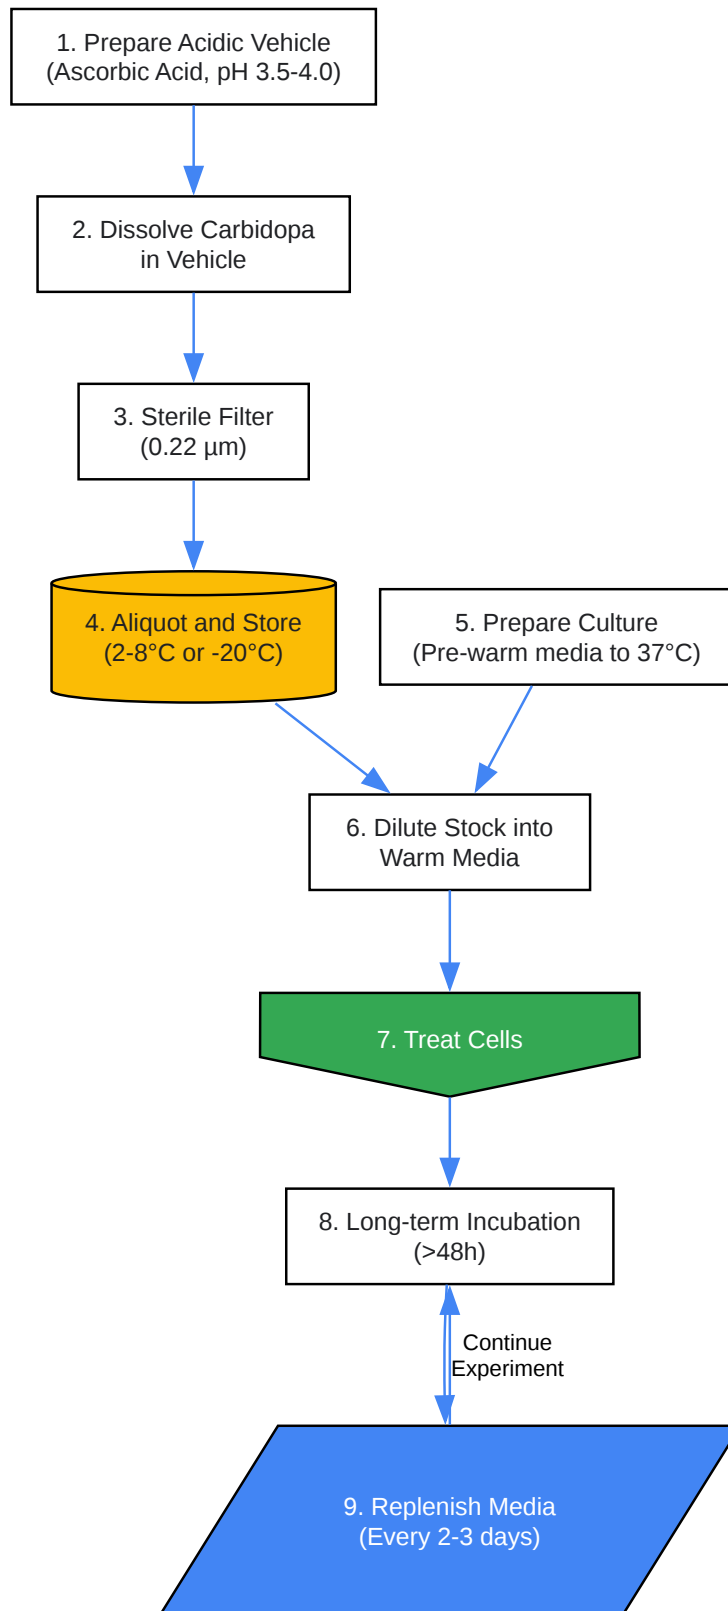 1. Prepare Acidic Vehicle
(Ascorbic Acid, pH 3.5-4.0)
2. Dissolve Carbidopa
in Vehicle
3. Sterile Filter
(0.22 µm)
4. Aliquot and Store
(2-8°C or -20°C)
5. Prepare Culture
(Pre-warm media to 37°C)
6. Dilute Stock into
Warm Media
7. Treat Cells
8. Long-term Incubation
(>48h)
Continue
Experiment
9. Replenish Media
(Every 2-3 days)